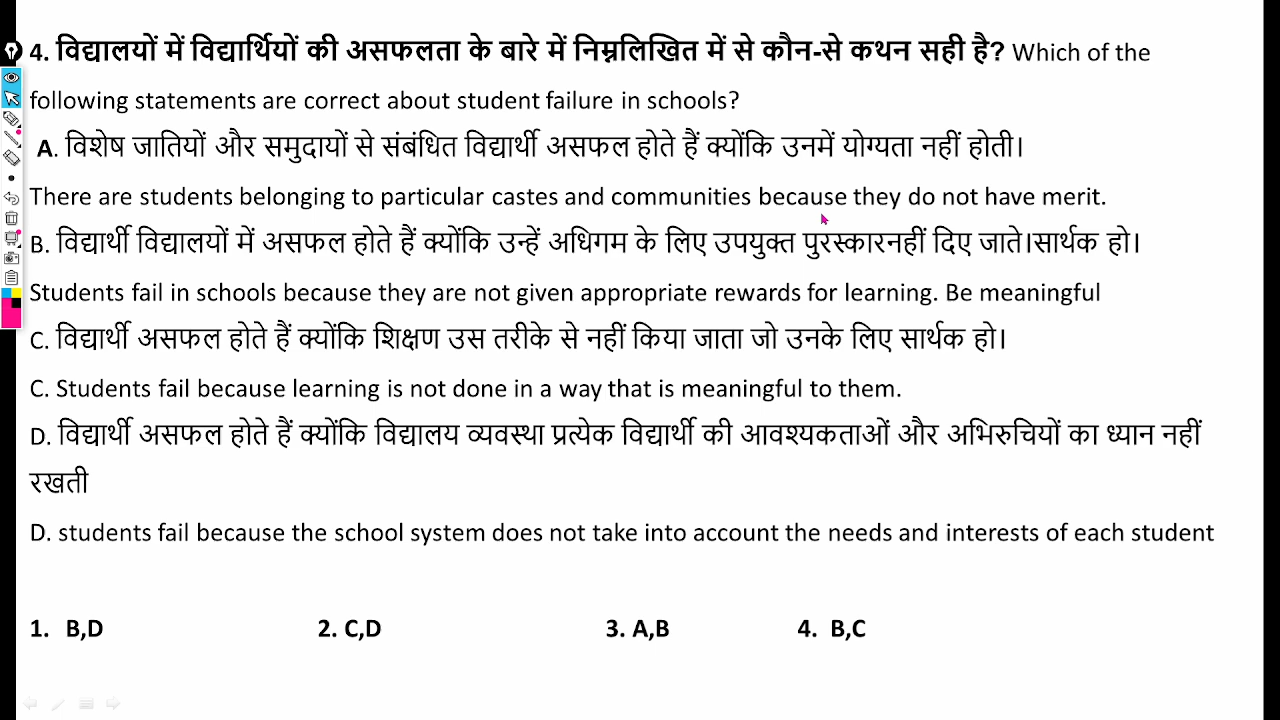 4. विद्यालयों में विद्यार्थियों की असफलता के बारे में निम्नलिखित में से कौन-से कथन सही है? Which of the
following statements are correct about student failure in schools?
A. विशेष जातियों और समुदायों से संबंधित विद्यार्थी असफल होते हैं क्योंकि उनमें योग्यता नहीं होती।
There are students belonging to particular castes and communities because they do not have merit.
B. विद्यार्थी विद्यालयों में असफल होते हैं क्योंकि उन्हें अधिगम के लिए उपयुक्त पुरस्कारनहीं दिए जाते।सार्थक हो।
Students fail in schools because they are not given appropriate rewards for learning. Be meaningful
C. विद्यार्थी असफल होते हैं क्योंकि शिक्षण उस तरीके से नहीं किया जाता जो उनके लिए सार्थक हो।
C. Students fail because learning is not done in a way that is meaningful to them.
D. विद्यार्थी असफल होते हैं क्योंकि विद्यालय व्यवस्था प्रत्येक विद्यार्थी की आवश्यकताओं और अभिरुचियों का ध्यान नहीं
रखती
D. students fail because the school system does not take into account the needs and interests of each student
1. B,D 2. C,D 3. A,B 4. B,C